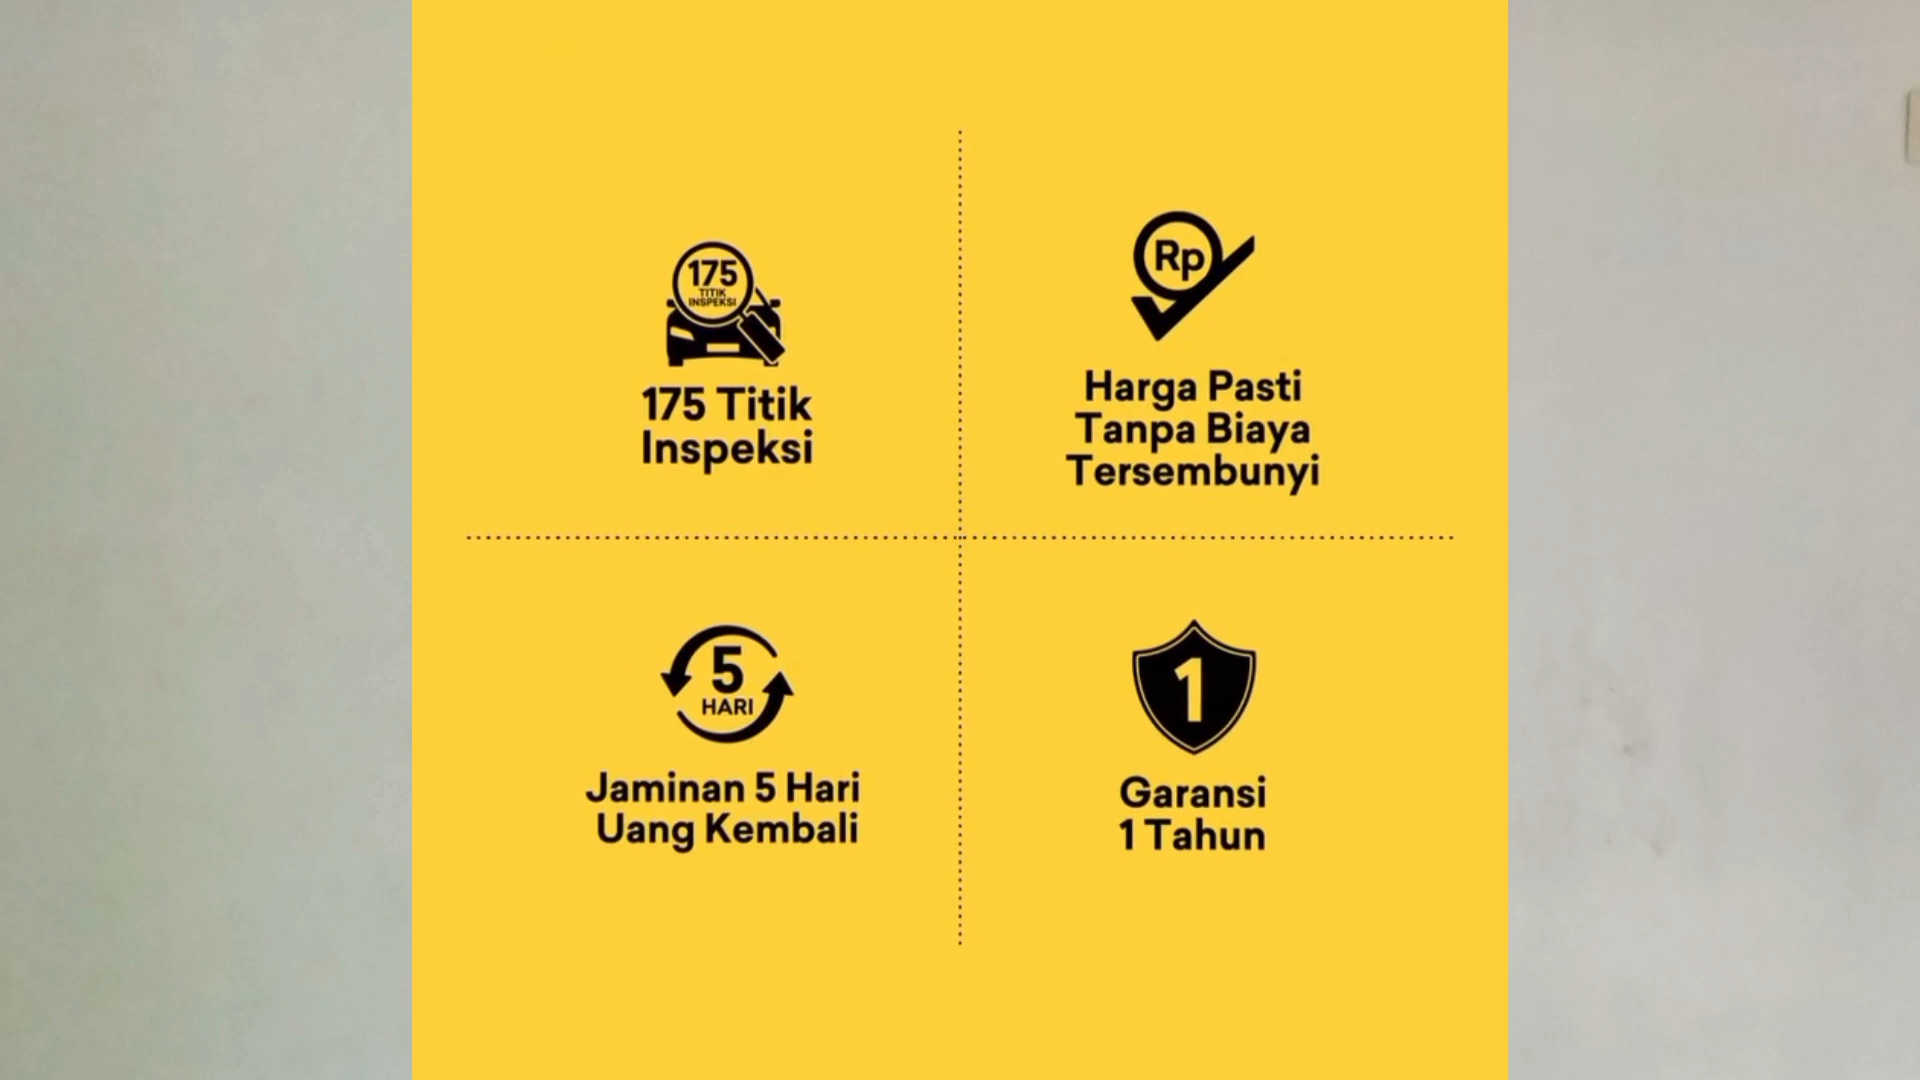 175
TITIK
INSPEKSI
175 Titik
Inspeksi
Rp
Harga Pasti
Tanpa Biaya
Tersembunyi
5
HARI
Jaminan 5 Hari
Uang Kembali
1
Garansi
1 Tahun